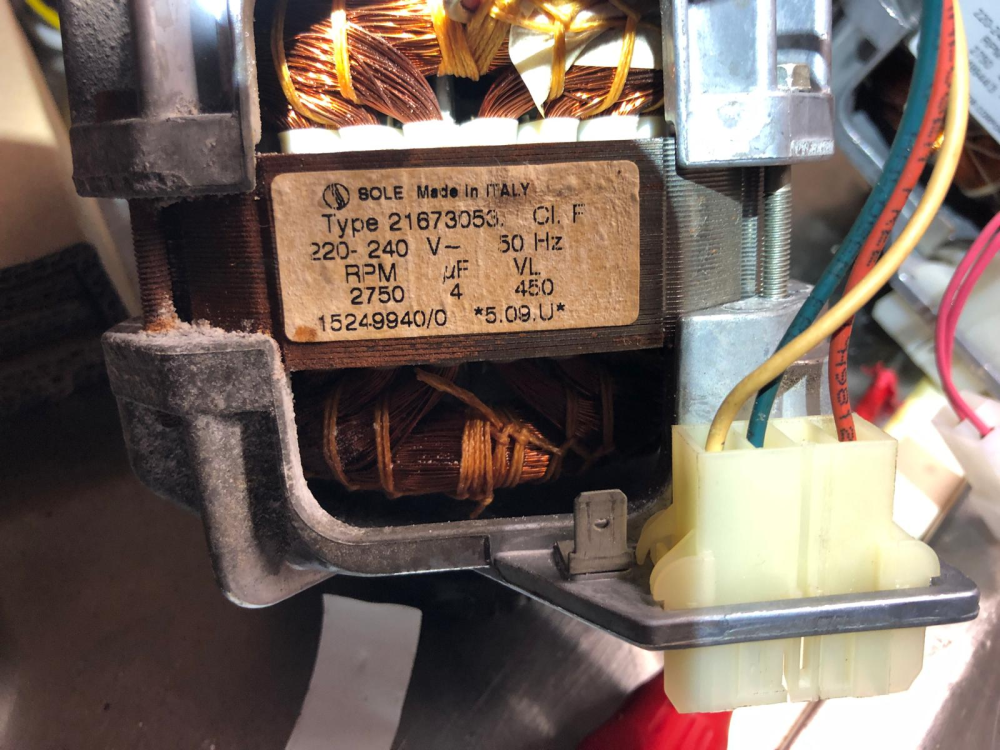 SOLE Made in ITALY
Type 21673053. Cl. F
220-240 V~ 50 Hz
RPM µF VL
2750 4 450
15249940/0 *5.09.U*